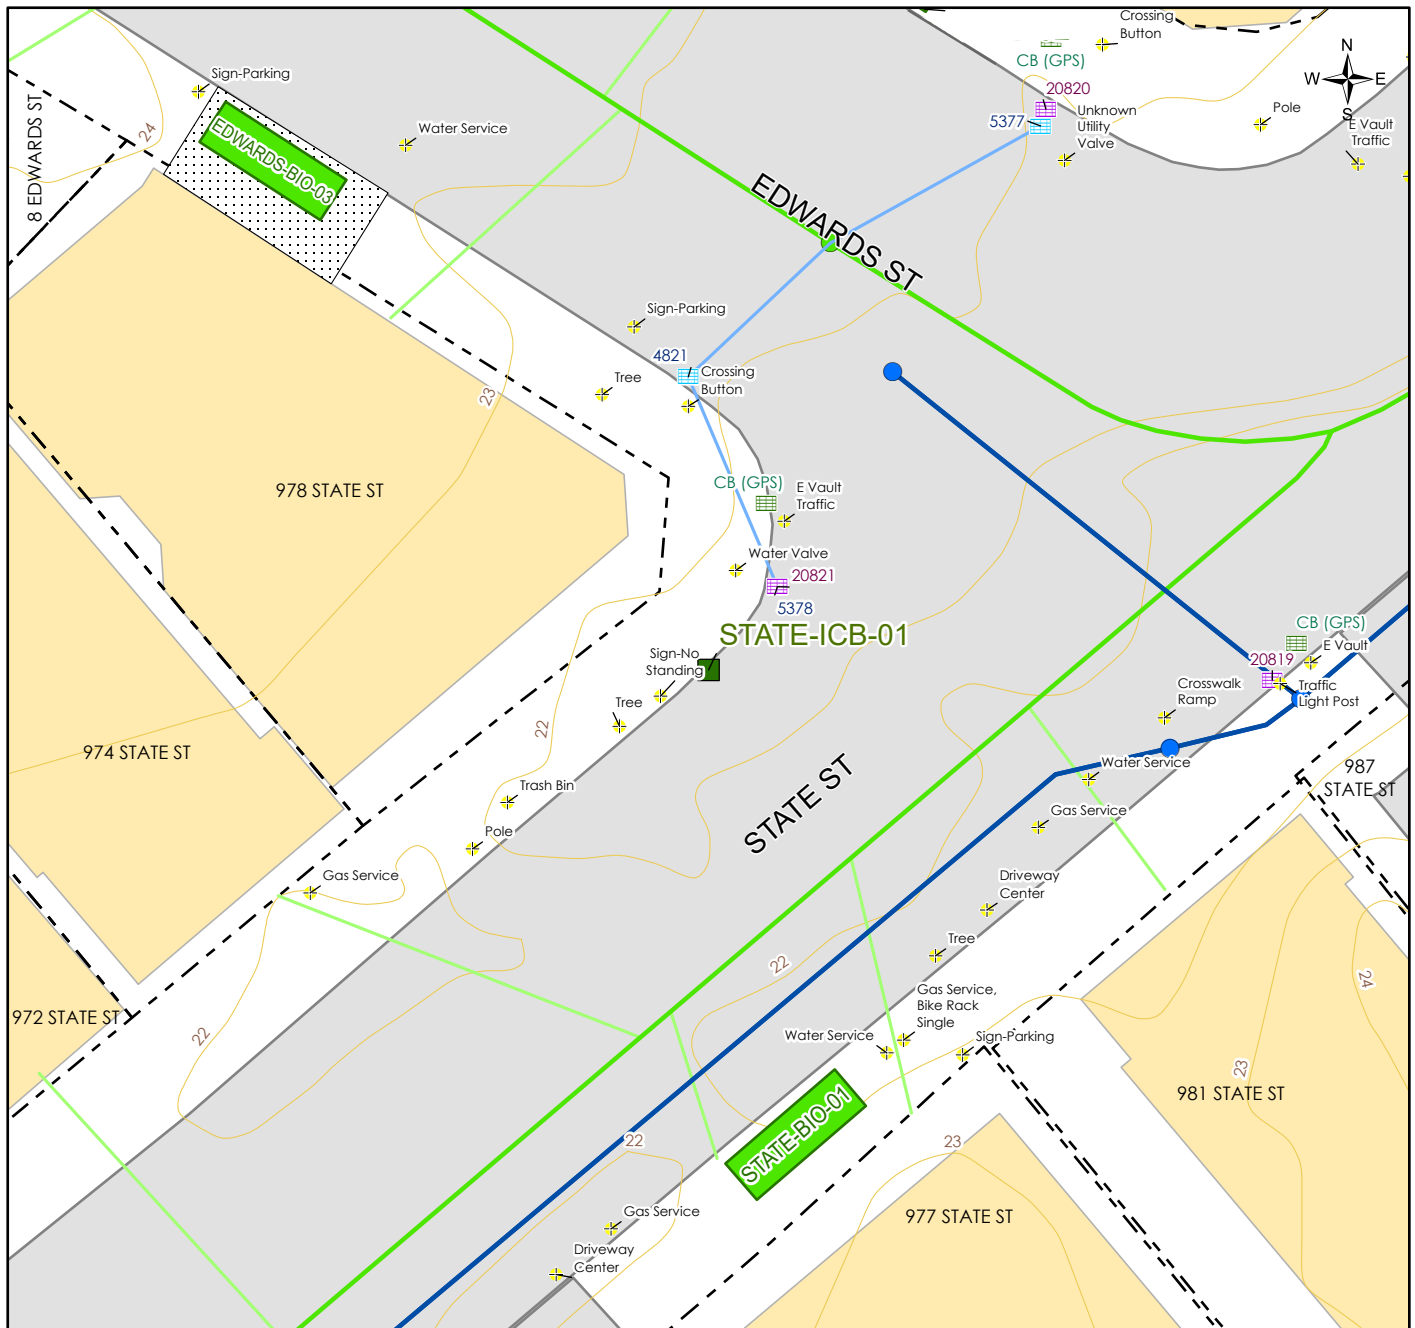 Crossing
Button
CB (GPS)
N
W
E
S
Sign-Parking
20820
5377
Unknown
Utility
Valve
Pole
E Vault
Traffic
8 EDWARDS ST
24
EDWARDS-BIO-03
Water Service
EDWARDS ST
Sign-Parking
4821
Crossing
Button
Tree
23
978 STATE ST
CB (GPS)
E Vault
Traffic
Water Valve
20821
5378
STATE-ICB-01
CB (GPS)
E Vault
20819
Traffic
Light Post
Sign-No
Standing
Crosswalk
Ramp
Tree
22
974 STATE ST
Water Service
987
STATE ST
Trash Bin
STATE ST
Gas Service
Pole
Gas Service
Driveway
Center
Tree
22
24
Gas Service,
Bike Rack
Single
972 STATE ST
22
Water Service
Sign-Parking
23
981 STATE ST
STATE-BIO-01
22
23
977 STATE ST
Gas Service
Driveway
Center